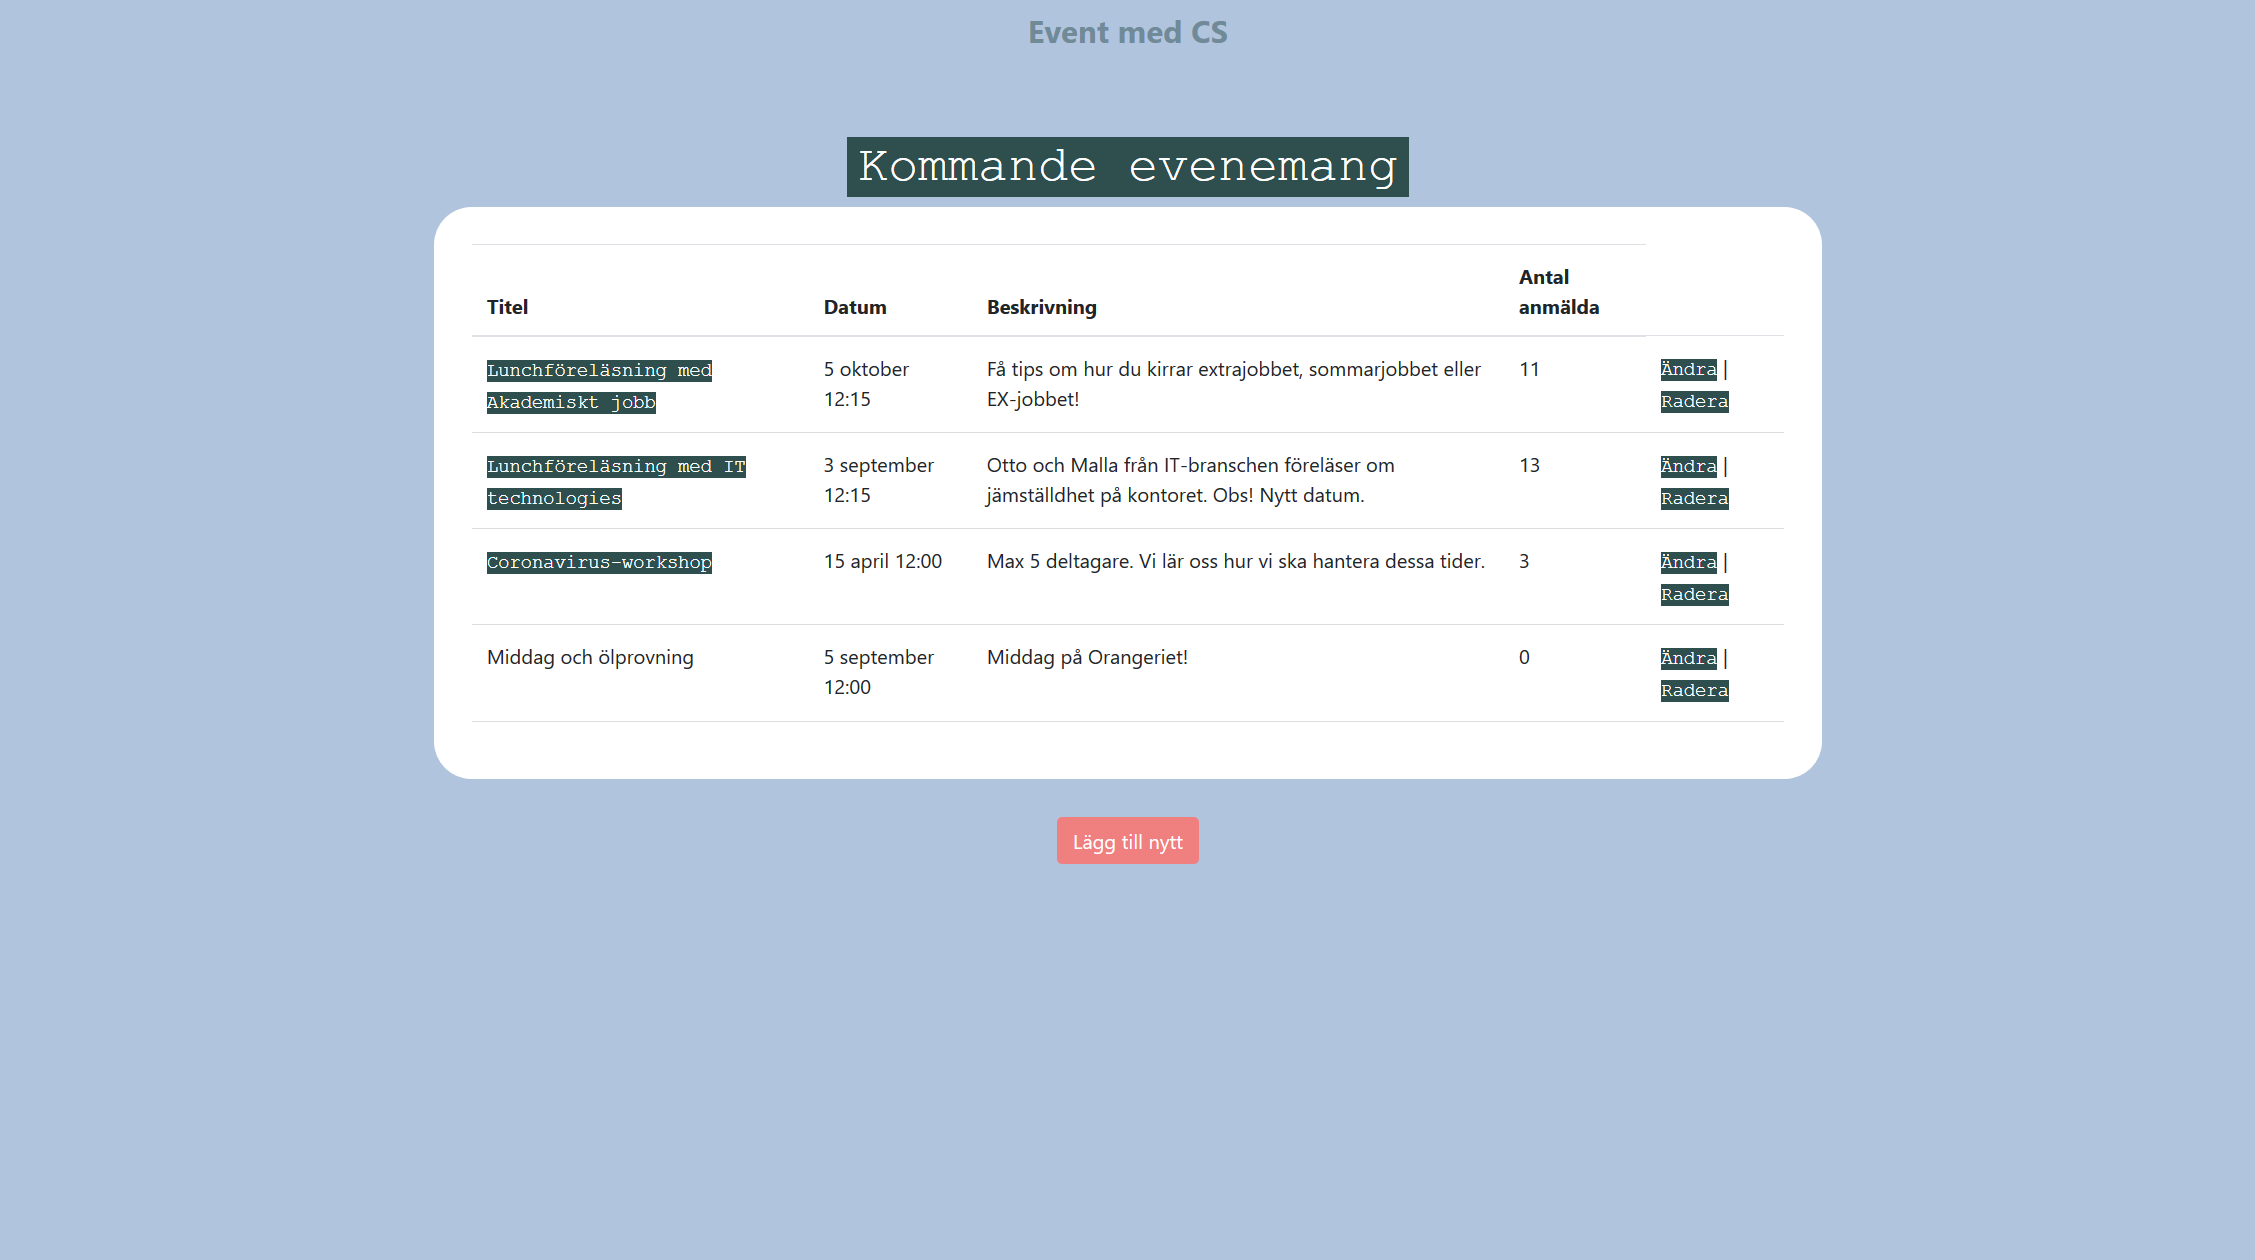 Event med CS
Kommande evenemang
Titel
Datum
Beskrivning
Antal
anmälda
Lunchföreläsning med
Akademiskt jobb
5 oktober
12:15
Få tips om hur du kirrar extrajobbet, sommarjobbet eller
EX-jobbet!
11
Ändra |
Radera
Lunchföreläsning med IT
technologies
3 september
12:15
Otto och Malla från IT-branschen föreläser om
jämställdhet på kontoret. Obs! Nytt datum.
13
Ändra |
Radera
Coronavirus-workshop
15 april 12:00
Max 5 deltagare. Vi lär oss hur vi ska hantera dessa tider.
3
Ändra |
Radera
Middag och ölprovning
5 september
12:00
Middag på Orangeriet!
0
Ändra |
Radera
Lägg till nytt